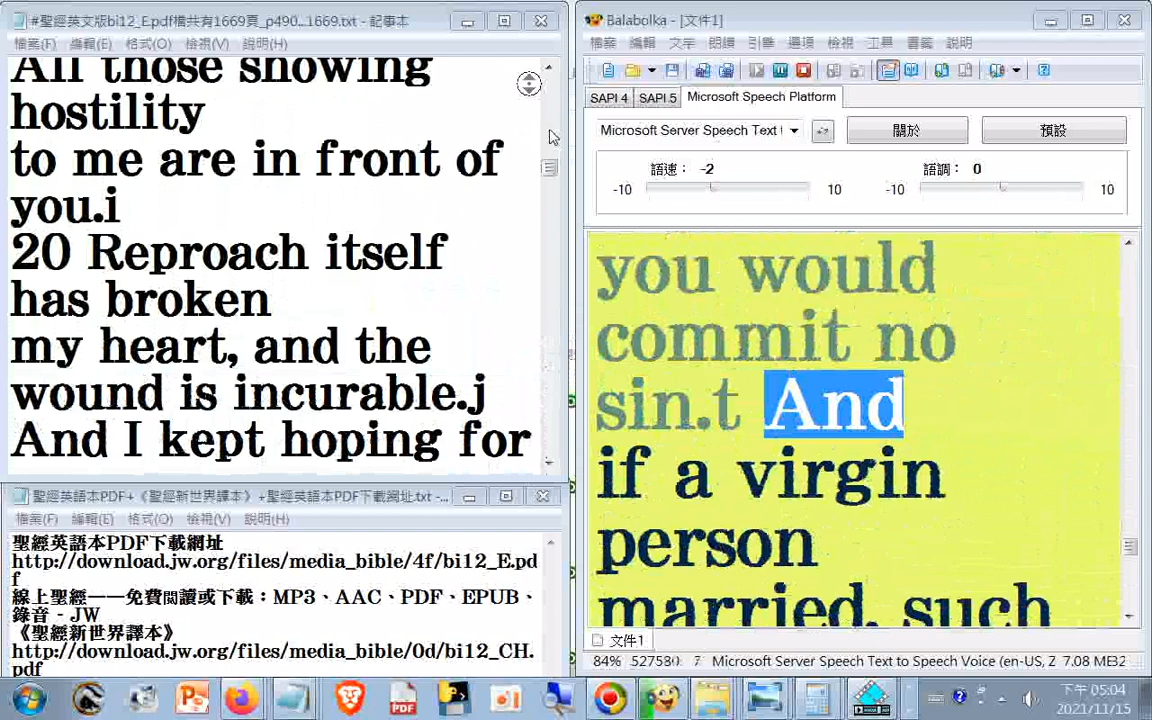 #聖經英文版bi12_E.pdf檔共有1669頁_p490...1669.txt - 記事本
檔案(F) 編輯(E) 格式(O) 檢視(V) 說明(H)
All those showing
hostility
to me are in front of
you.i
20 Reproach itself
has broken
my heart, and the
wound is incurable.j
And I kept hoping for
聖經英語本PDF+《聖經新世界譯本》+聖經英語本PDF下載網址.txt - ...
檔案(F) 編輯(E) 格式(O) 檢視(V) 說明(H)
聖經英語本PDF下載網址
http://download.jw.org/files/media_bible/4f/bi12_E.pd
f
線上聖經——免費閱讀或下載：MP3、AAC、PDF、EPUB、
錄音 - JW
《聖經新世界譯本》
http://download.jw.org/files/media_bible/0d/bi12_CH.
pdf
Balabolka - [文件1]
檔案 編輯 文字 朗讀 引擎 選項 檢視 工具 書籤 說明
SAPI 4 SAPI 5 Microsoft Speech Platform
Microsoft Server Speech Text 關於 預設
語速： -2 語調： 0
-10 10 -10 10
you would
commit no
sin.t And
if a virgin
person
married, such
文件1
84% 527580: 7 Microsoft Server Speech Text to Speech Voice (en-US, Z 7.08 MB
下午 05:04
2021/11/15